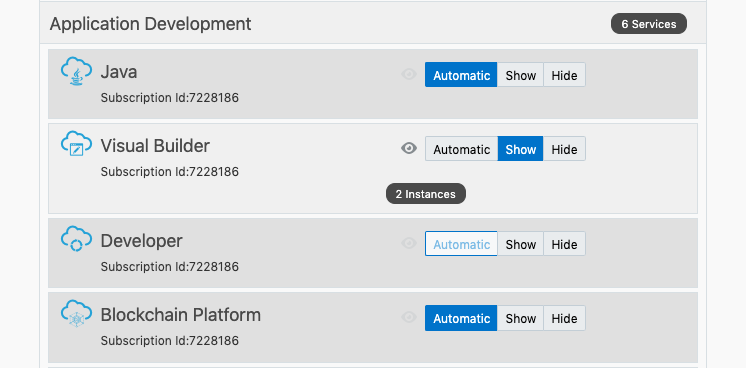 Application Development
6 Services
Java
Automatic Show Hide
Subscription Id:7228186
Visual Builder
Automatic Show Hide
Subscription Id:7228186
2 Instances
Developer
Automatic Show Hide
Subscription Id:7228186
Blockchain Platform
Automatic Show Hide
Subscription Id:7228186